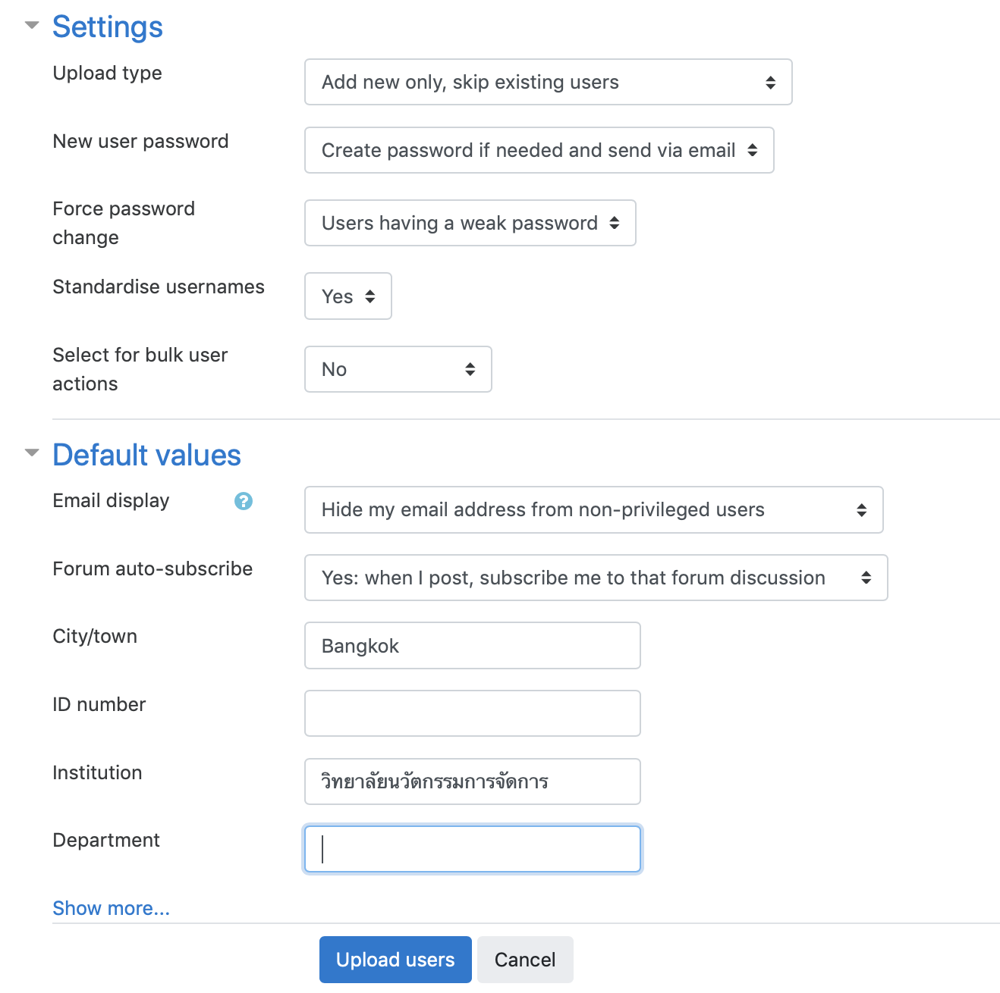 Settings
Upload type
Add new only, skip existing users
New user password
Create password if needed and send via email
Force password
change
Users having a weak password
Standardise usernames
Yes
Select for bulk user
actions
No
Default values
Email display
?
Hide my email address from non-privileged users
Forum auto-subscribe
Yes: when I post, subscribe me to that forum discussion
City/town
Bangkok
ID number
Institution
วิทยาลัยนวัตกรรมการจัดการ
Department
Show more...
Upload users
Cancel